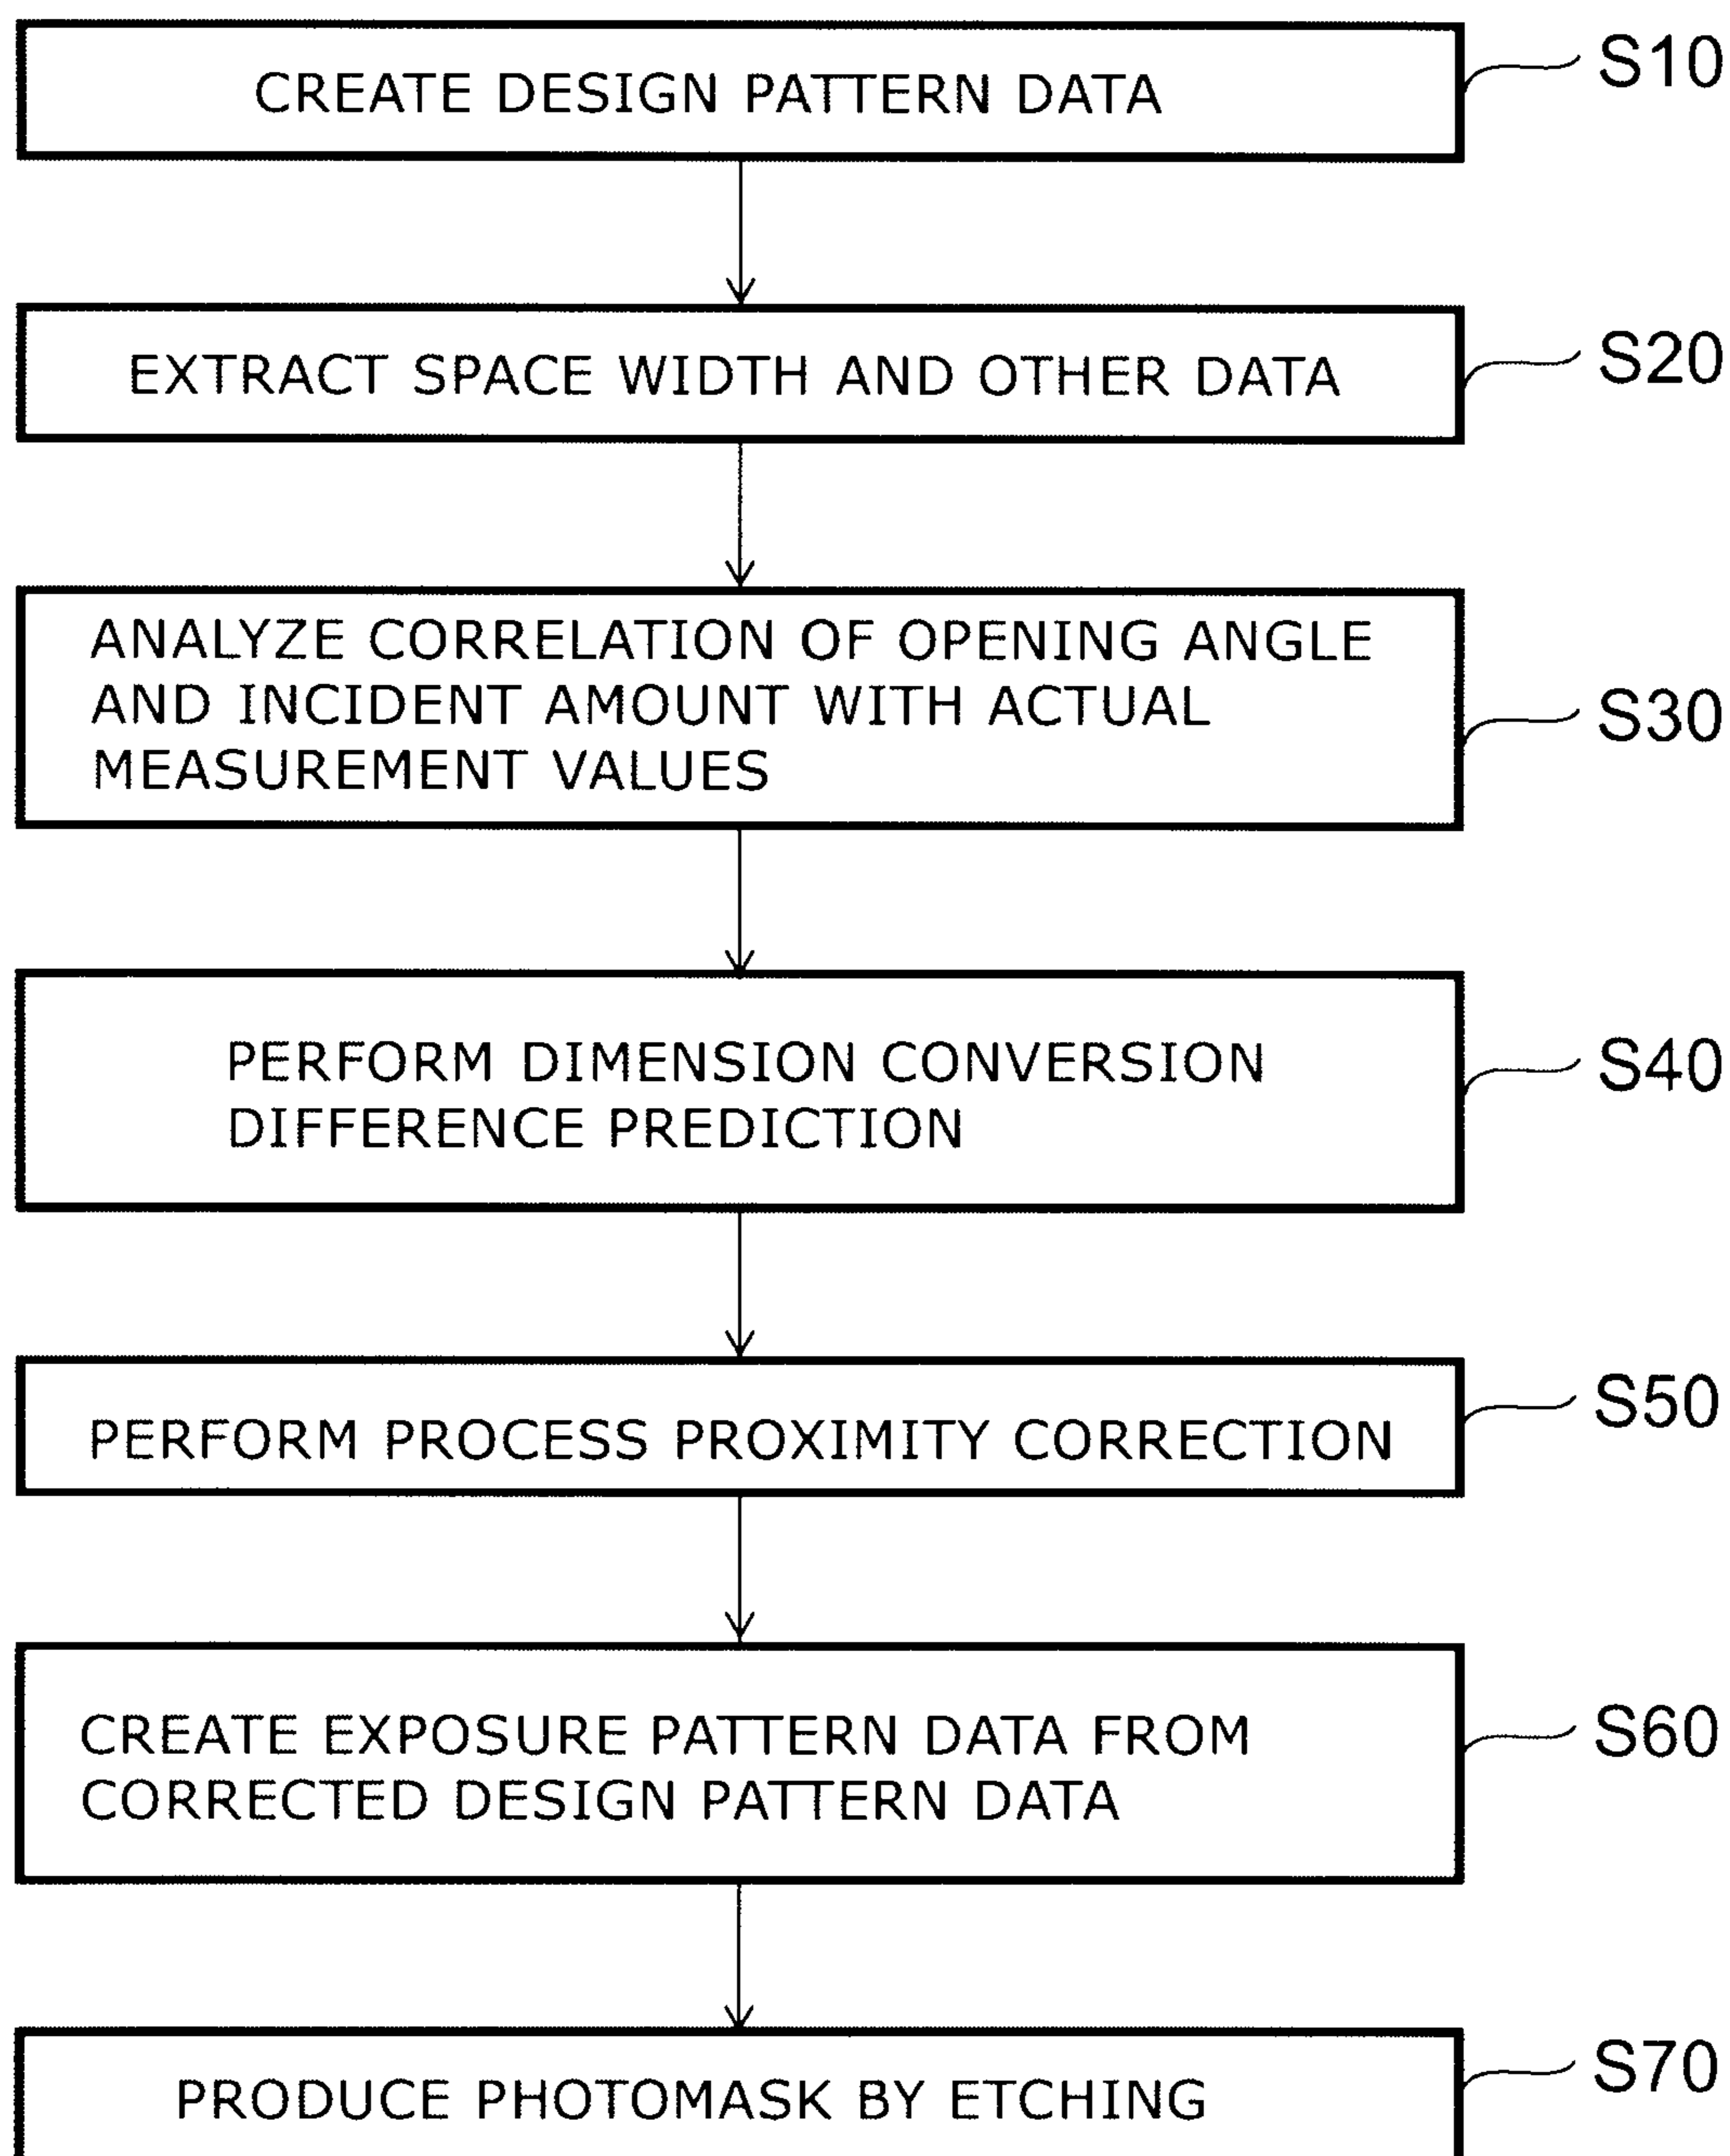 CREATE DESIGN PATTERN DATA
S10
EXTRACT SPACE WIDTH AND OTHER DATA
S20
ANALYZE CORRELATION OF OPENING ANGLE
AND INCIDENT AMOUNT WITH ACTUAL
MEASUREMENT VALUES
S30
PERFORM DIMENSION CONVERSION
DIFFERENCE PREDICTION
S40
PERFORM PROCESS PROXIMITY CORRECTION
S50
CREATE EXPOSURE PATTERN DATA FROM
CORRECTED DESIGN PATTERN DATA
S60
PRODUCE PHOTOMASK BY ETCHING
S70